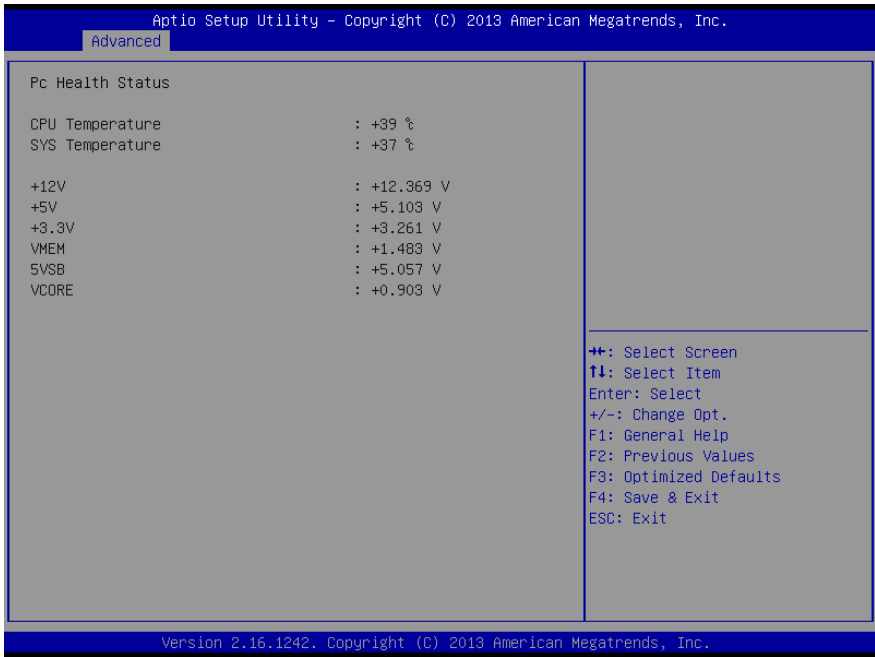 Aptio Setup Utility – Copyright (C) 2013 American Megatrends, Inc.
Advanced
Pc Health Status
CPU Temperature : +39 ℃
SYS Temperature : +37 ℃
+12V : +12.369 V
+5V : +5.103 V
+3.3V : +3.261 V
VMEM : +1.483 V
5VSB : +5.057 V
VCORE : +0.903 V
→←: Select Screen
↑↓: Select Item
Enter: Select
+/-: Change Opt.
F1: General Help
F2: Previous Values
F3: Optimized Defaults
F4: Save & Exit
ESC: Exit
Version 2.16.1242. Copyright (C) 2013 American Megatrends, Inc.